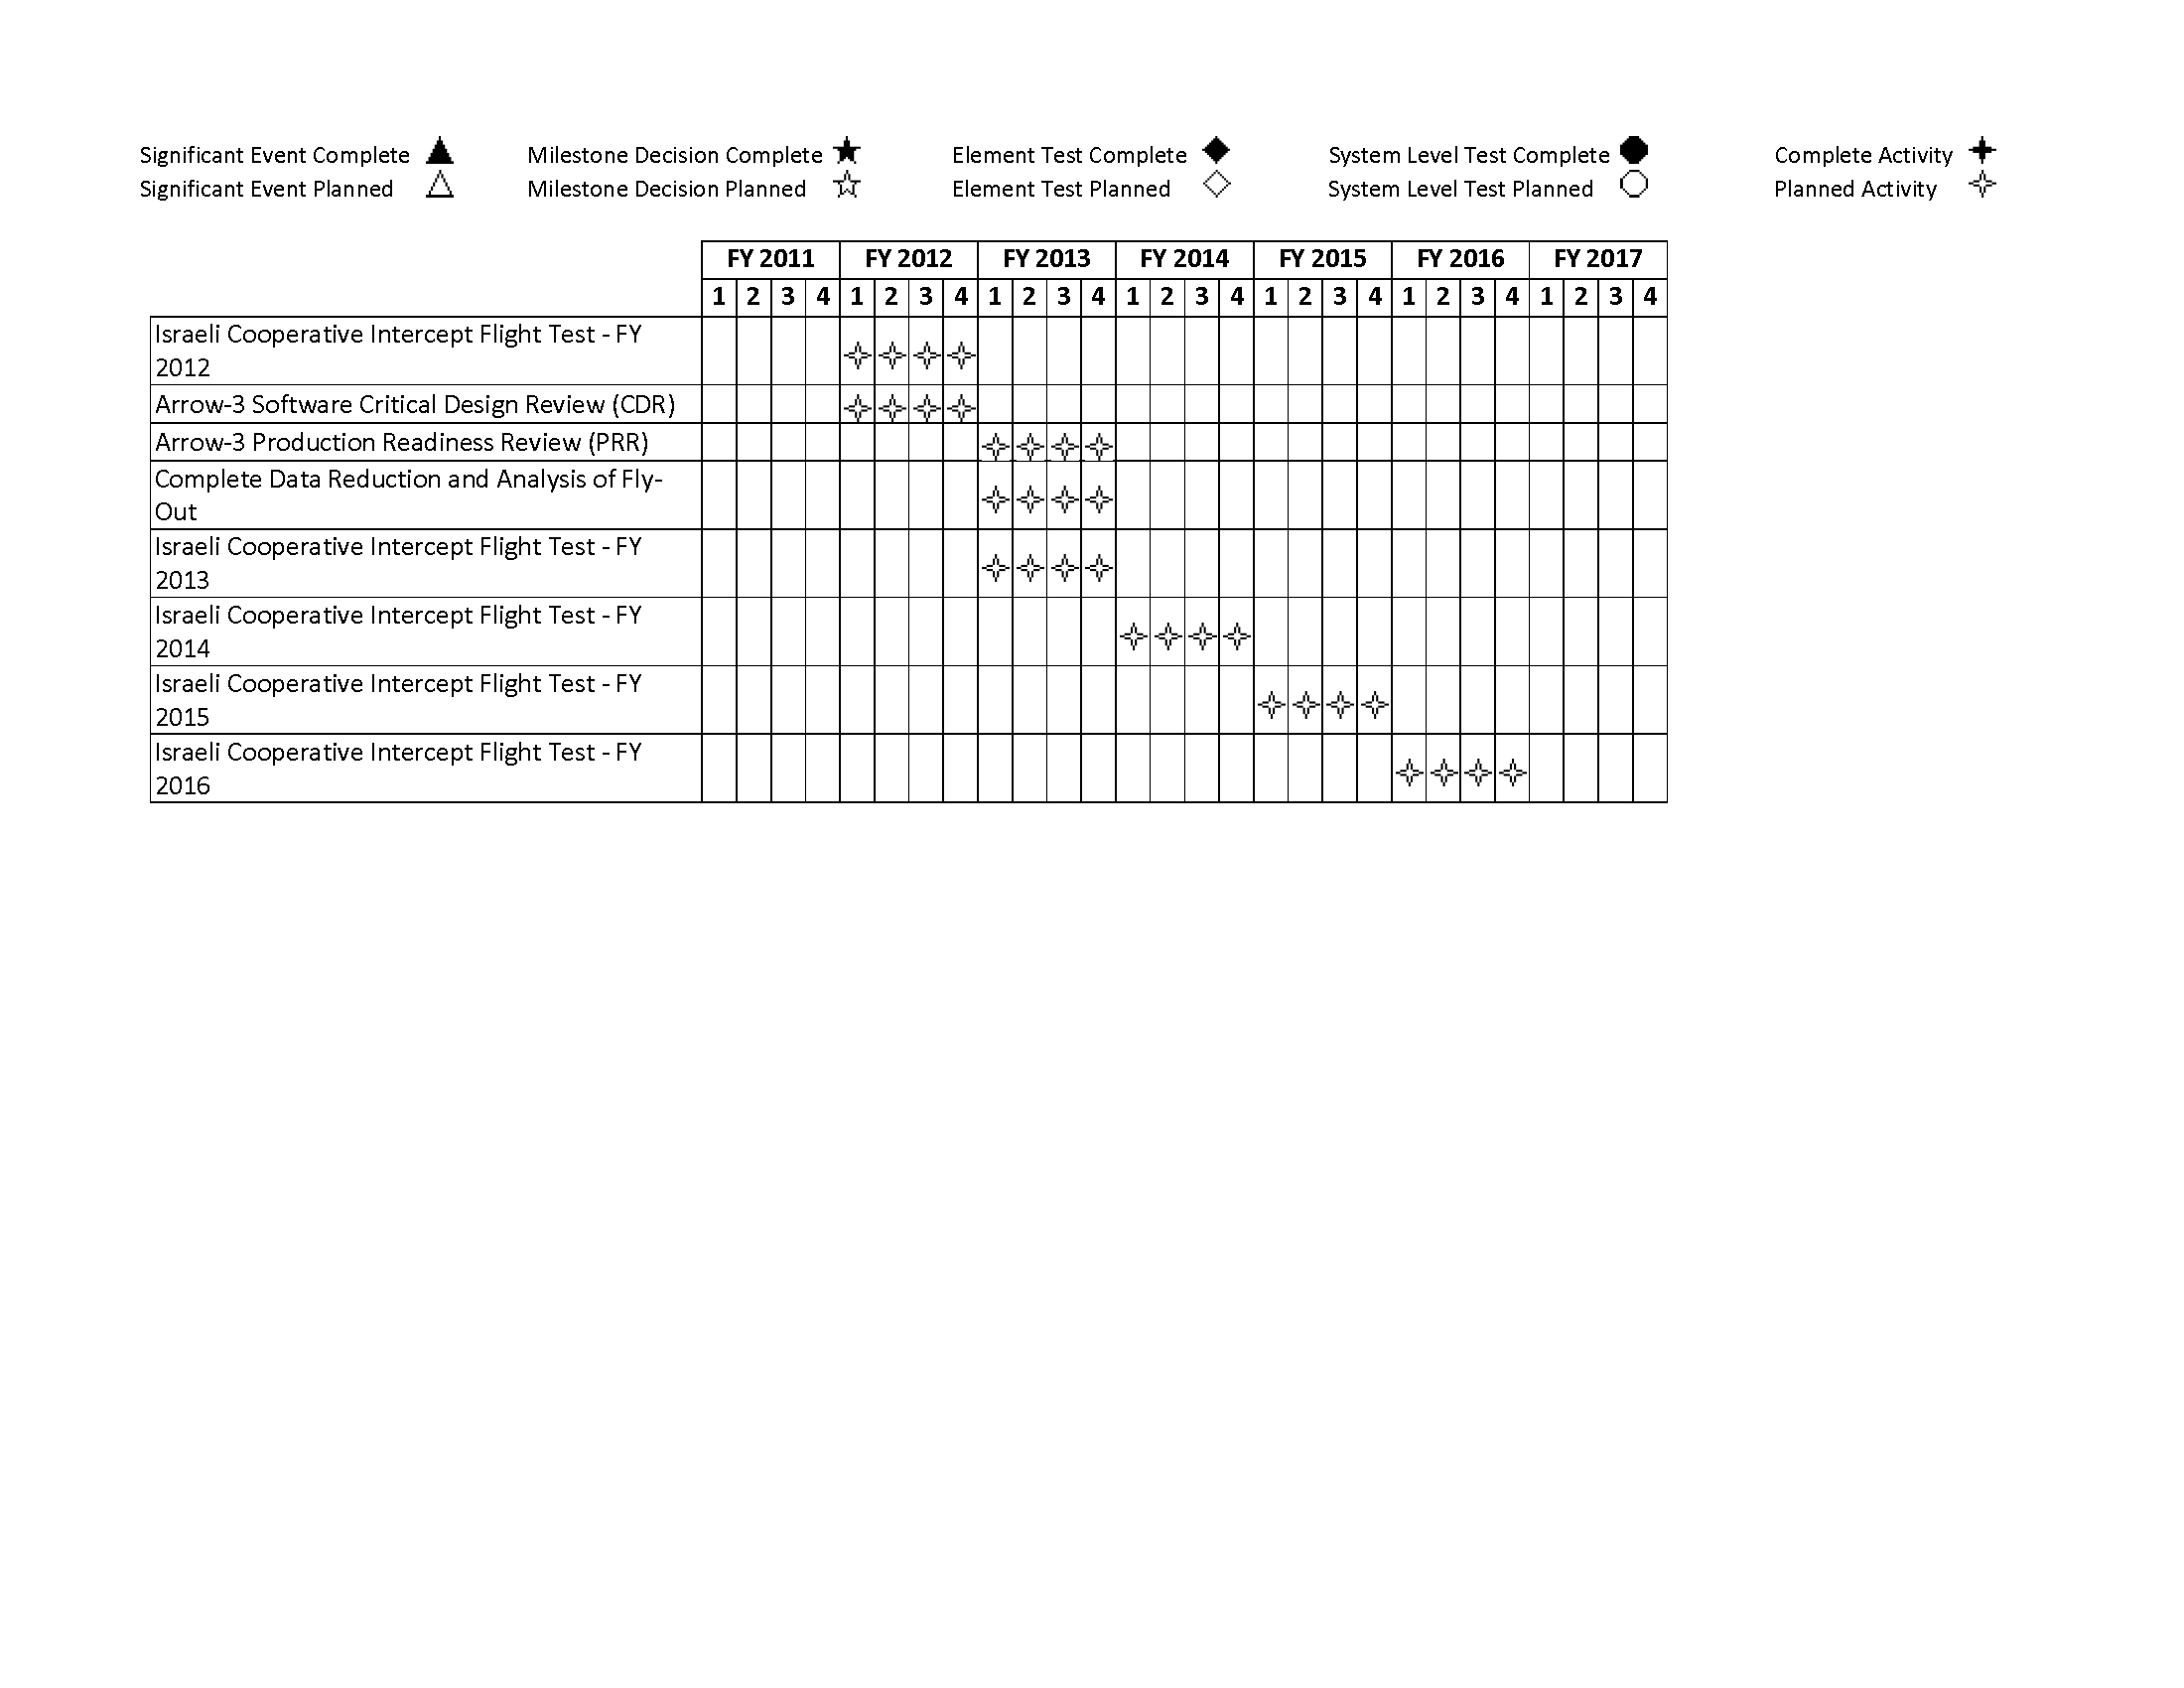 Significant Event Complete Milestone Decision Complete Element Test Complete System Level Test Complete Complete Activity
Significant Event Planned Milestone Decision Planned Element Test Planned System Level Test Planned Planned Activity
FY 2011 FY 2012 FY 2013 FY 2014 FY 2015 FY 2016 FY 2017
1 2 3 4 1 2 3 4 1 2 3 4 1 2 3 4 1 2 3 4 1 2 3 4 1 2 3 4
Israeli Cooperative Intercept Flight Test - FY
2012
Arrow-3 Software Critical Design Review (CDR)
Arrow-3 Production Readiness Review (PRR)
Complete Data Reduction and Analysis of Fly-
Out
Israeli Cooperative Intercept Flight Test - FY
2013
Israeli Cooperative Intercept Flight Test - FY
2014
Israeli Cooperative Intercept Flight Test - FY
2015
Israeli Cooperative Intercept Flight Test - FY
2016